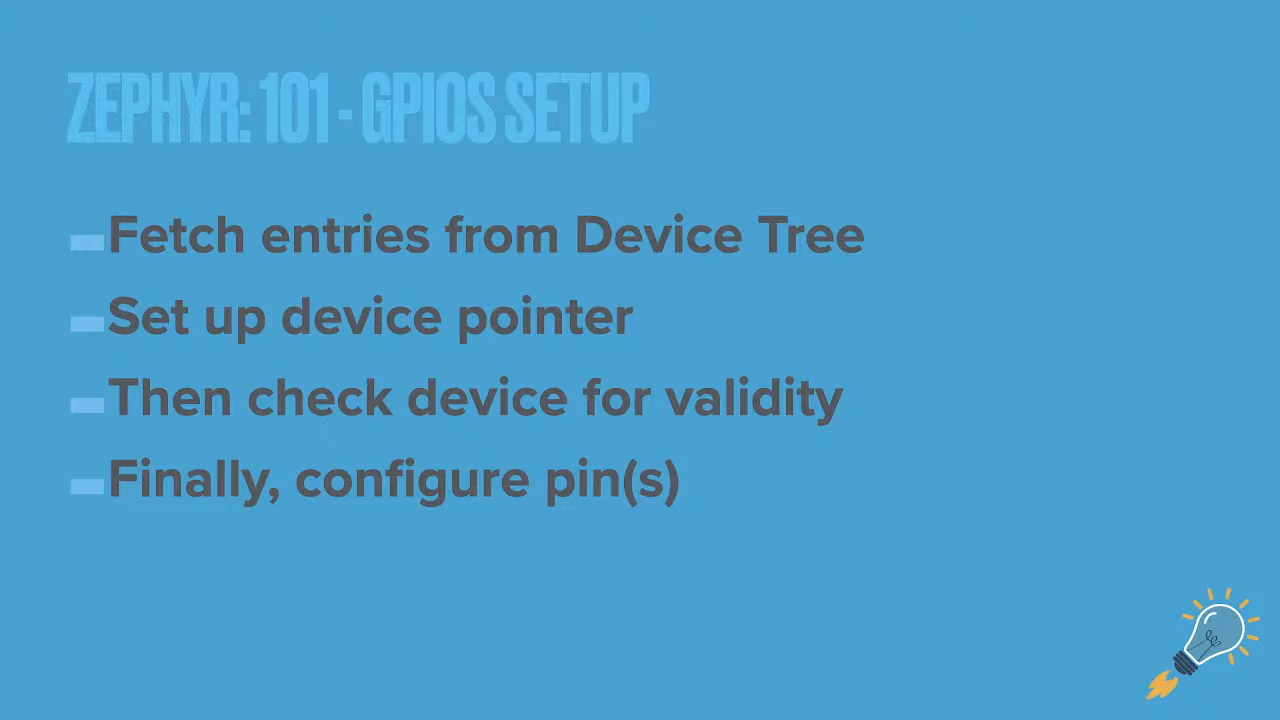 ZEPHYR: 101 - GPIOS SETUP
Fetch entries from Device Tree
Set up device pointer
Then check device for validity
Finally, configure pin(s)